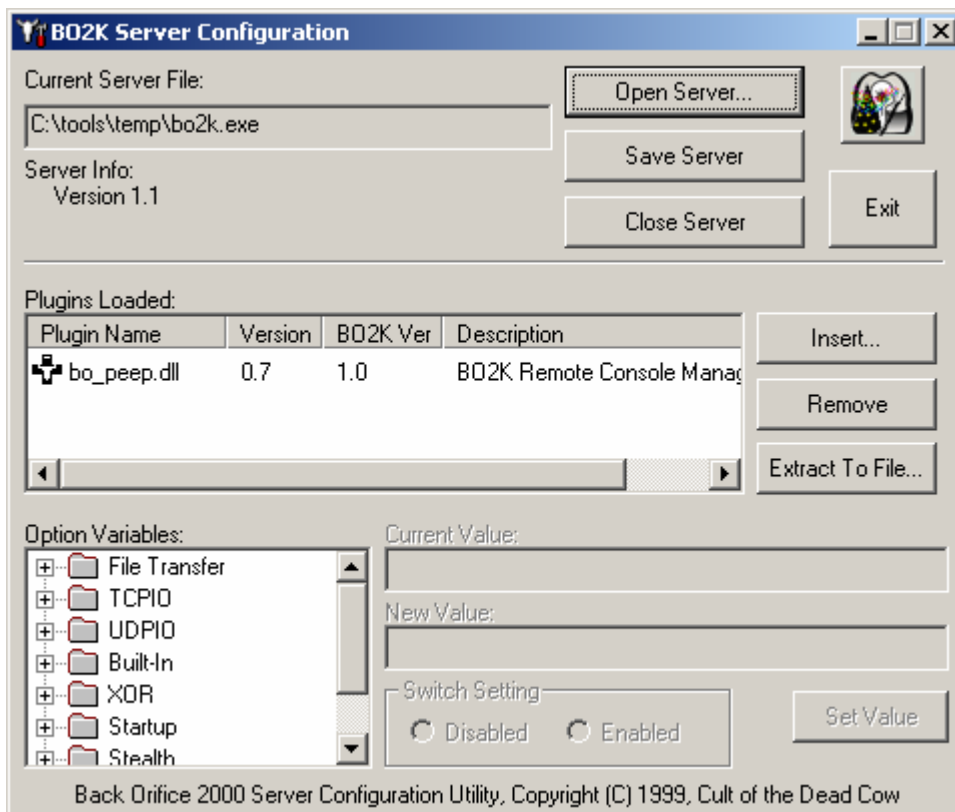 BO2K Server Configuration
Current Server File:
C:\tools\temp\bo2k.exe
Server Info:
Version 1.1
Open Server...
Save Server
Close Server
Exit
Plugins Loaded:
Plugin Name Version BO2K Ver Description
bo_peep.dll 0.7 1.0 BO2K Remote Console Manag
Insert...
Remove
Extract To File...
Option Variables:
File Transfer
TCPIO
UDPIO
Built-In
XOR
Startup
Stealth
Current Value:
New Value:
Switch Setting
Disabled Enabled
Set Value
Back Orifice 2000 Server Configuration Utility, Copyright (C) 1999, Cult of the Dead Cow